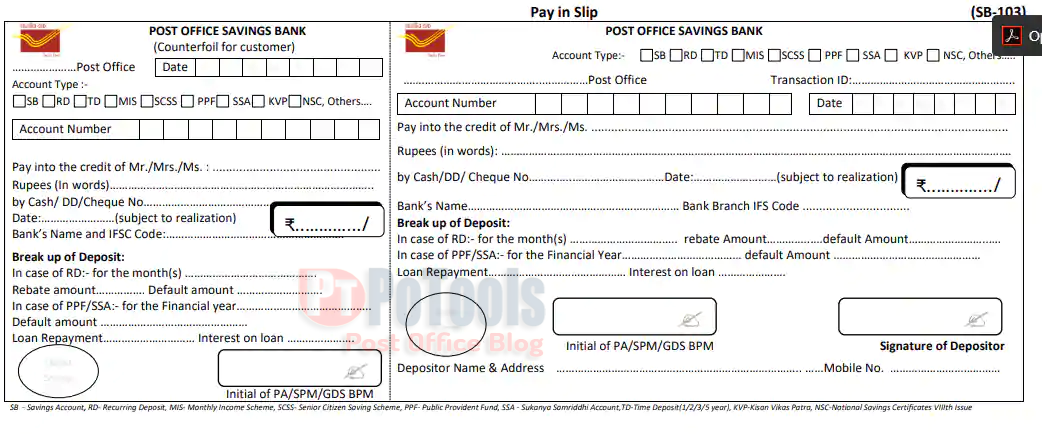 Pay in Slip
(SB-103)
Op
POST OFFICE SAVINGS BANK
(Counterfoil for customer)
.....................Post Office
Date
Account Type :-
SB RD TD MIS SCSS PPF SSA KVP NSC, Others....
Account Number
Pay into the credit of Mr./Mrs./Ms. : ..............................................
Rupees (In words)..........................................................................
by Cash/ DD/Cheque No....................................
Date:.........................(subject to realization)
₹............../
Bank's Name and IFSC Code:..................................................
Break up of Deposit:
In case of RD:- for the month(s) .....................................
Rebate amount.............. Default amount ........................
In case of PPF/SSA:- for the Financial year.......................
Default amount .........................................
Loan Repayment......................... Interest on loan .....................
Initial of PA/SPM/GDS BPM
POST OFFICE SAVINGS BANK
Account Type:- SB RD TD MIS SCSS PPF SSA KVP NSC, Others.....
.....................................................Post Office
Transaction ID:..............................................
Account Number
Date
Pay into the credit of Mr./Mrs./Ms. ..............................................................................................................
Rupees (in words): ...........................................................................................................................................
by Cash/DD/ Cheque No......................................Date:.......................(subject to realization)
₹............../
Bank's Name........................................................... Bank Branch IFS Code ..............................
Break up of Deposit:
In case of RD:- for the month(s) .............................. rebate Amount................default Amount..........................
In case of PPF/SSA:- for the Financial Year................................. default Amount .........................................
Loan Repayment...................................... Interest on loan ...................
PT PoTools
Post Office Blog
Initial of PA/SPM/GDS BPM
Signature of Depositor
Depositor Name & Address ..................................................................... ......Mobile No. ...............................
SB - Savings Account, RD- Recurring Deposit, MIS- Monthly Income Scheme, SCSS- Senior Citizen Saving Scheme, PPF- Public Provident Fund, SSA - Sukanya Samriddhi Account,TD-Time Deposit(1/2/3/5 year), KVP-Kisan Vikas Patra, NSC-National Savings Certificates VIIIth Issue